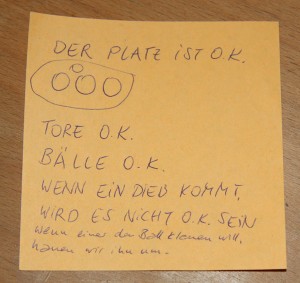 DER PLATZ iST O.K.
TORE O.K.
BÄLLE O.K.
WENN EIN DIEB KOMMT,
WIRD ES NICHT O.K. SEIN
Wenn einer den Ball klauen will,
hauen wir ihn um.